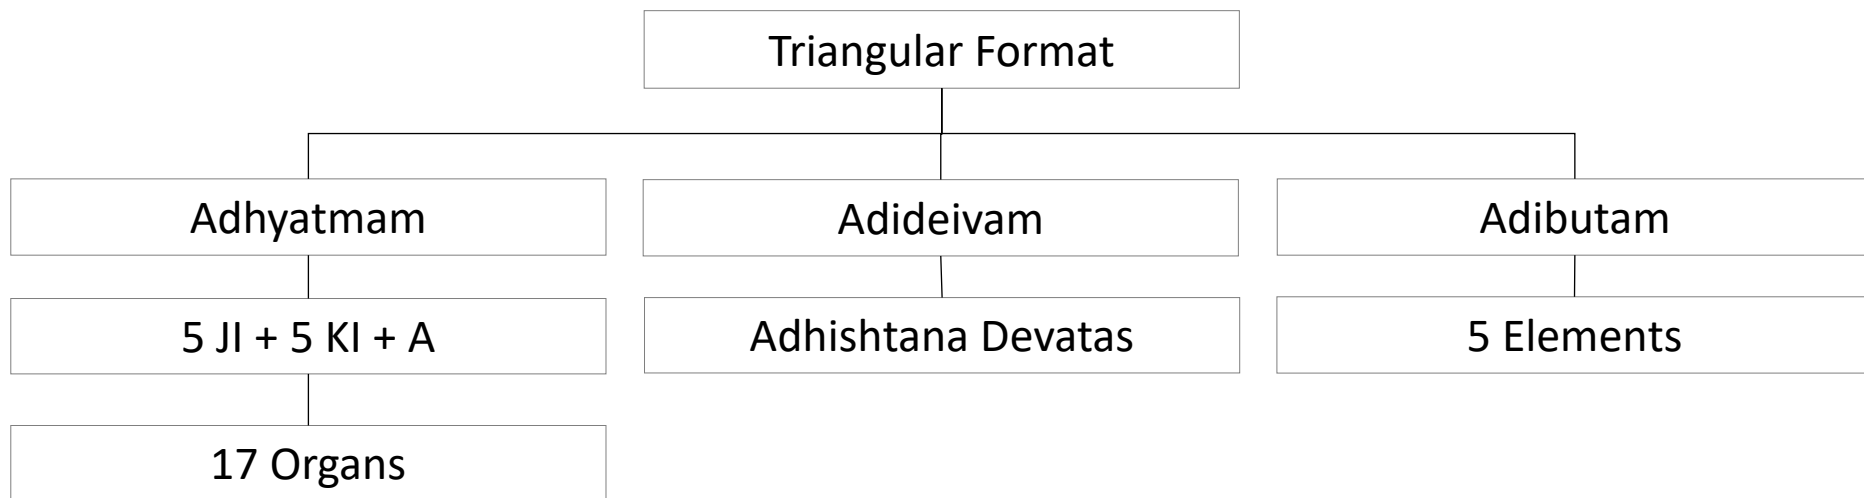 Triangular Format
Adhyatmam
Adideivam
Adibutam
5 JI + 5 KI + A
Adhishtana Devatas
5 Elements
17 Organs